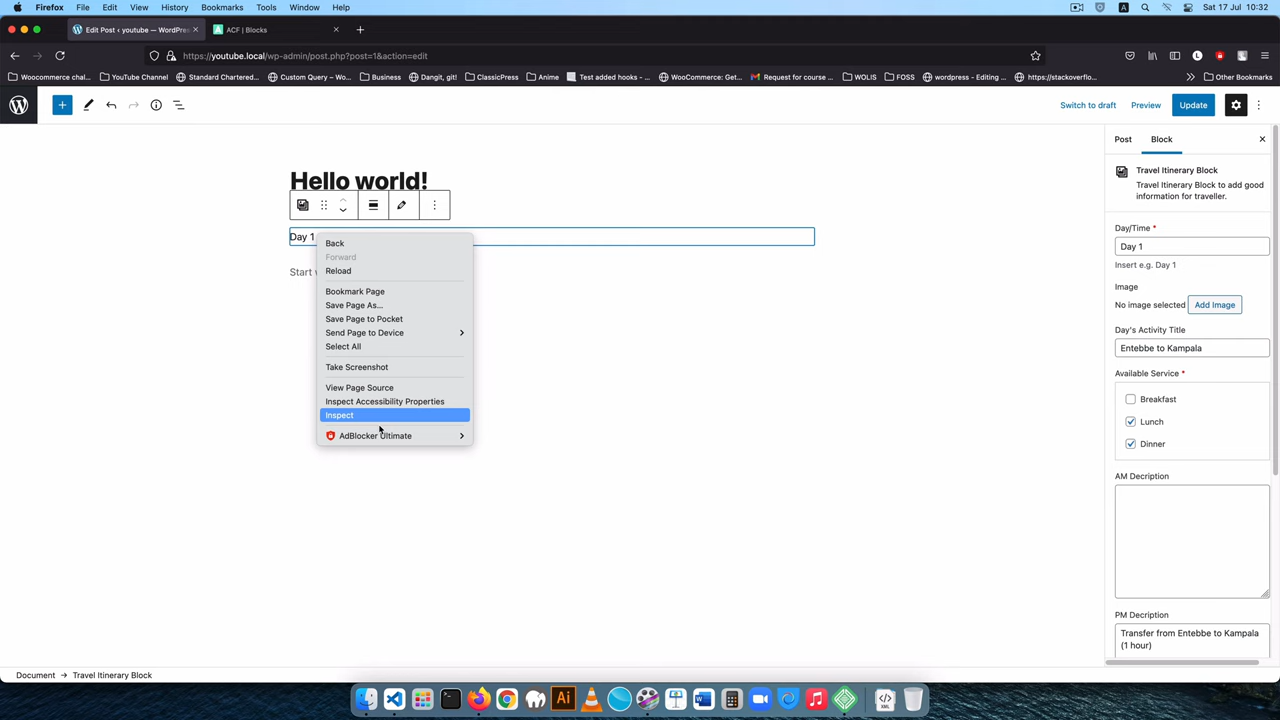 Firefox File Edit View History Bookmarks Tools Window Help
A
Sat 17 Jul 10:32
Edit Post ‹ youtube — WordPres
ACF | Blocks
https://youtube.local/wp-admin/post.php?post=1&action=edit
Woocommerce chal...
YouTube Channel
Standard Chartered...
Custom Query – Wo...
Business
Dangit, git!
ClassicPress
Anime
Test added hooks - ...
WooCommerce: Get...
Request for course ...
WOLIS
FOSS
wordpress - Editing ...
https://stackoverflo...
Other Bookmarks
Switch to draft
Preview
Update
Post
Block
Hello world!
Day 1
Start w
Back
Forward
Reload
Bookmark Page
Save Page As...
Save Page to Pocket
Send Page to Device
Select All
Take Screenshot
View Page Source
Inspect Accessibility Properties
Inspect
AdBlocker Ultimate
Travel Itinerary Block
Travel Itinerary Block to add good
information for traveller.
Day/Time *
Day 1
Insert e.g. Day 1
Image
No image selected
Add Image
Day's Activity Title
Entebbe to Kampala
Available Service *
Breakfast
Lunch
Dinner
AM Decription
PM Decription
Transfer from Entebbe to Kampala
(1 hour)
Document → Travel Itinerary Block